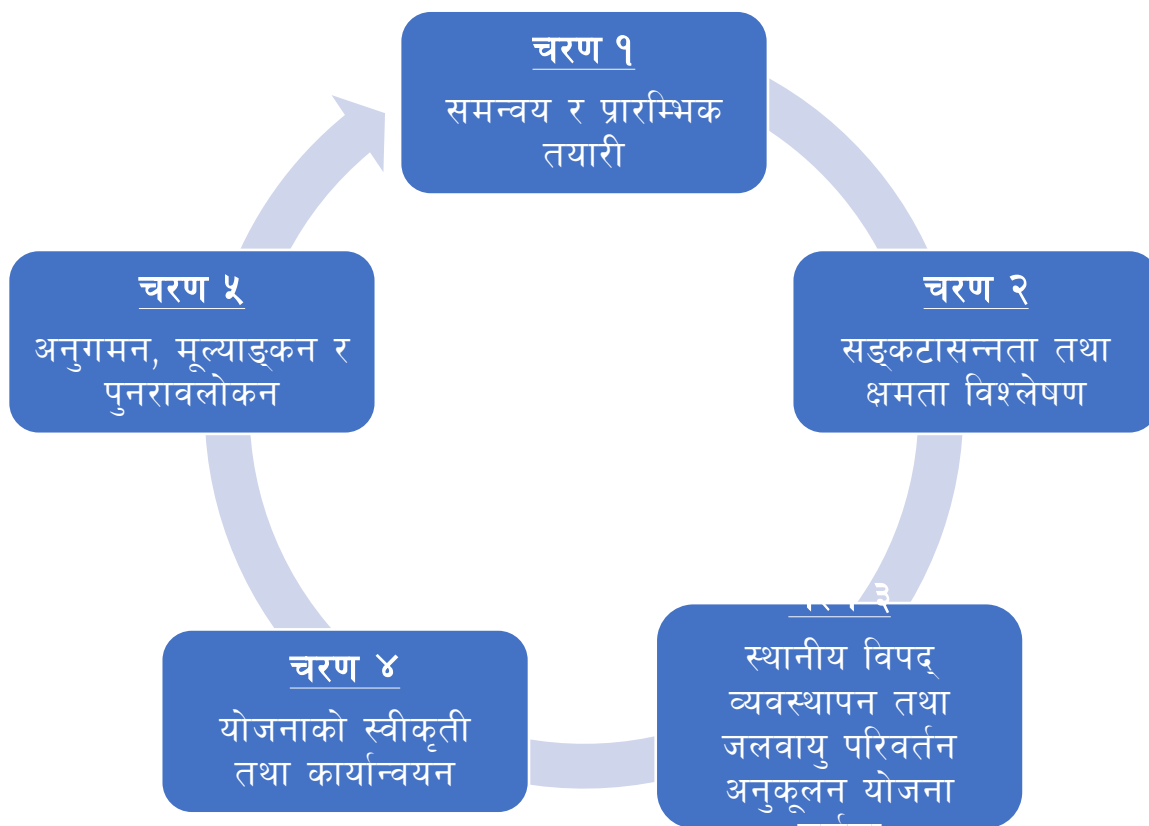 चरण १
समन्वय र प्रारम्भिक
तयारी
चरण २
सङ्कटासन्नता तथा
क्षमता विश्लेषण
३
स्थानीय विपद्
व्यवस्थापन तथा
जलवायु परिवर्तन
अनुकूलन योजना
चरण ४
योजनाको स्वीकृती
तथा कार्यान्वयन
चरण ५
अनुगमन, मूल्याङ्कन र
पुनरावलोकन